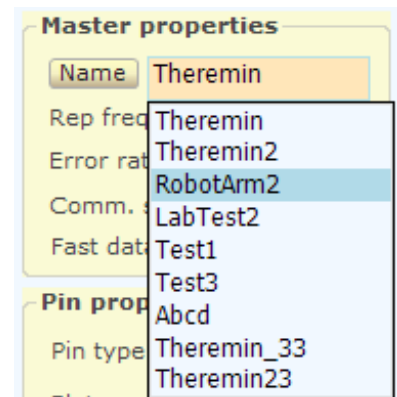 Master properties
Name Theremin
Rep freq Theremin
Error rat Theremin2
RobotArm2
Comm. s LabTest2
Fast data Test1
Test3
Pin prop Abcd
Pin type Theremin_33
Theremin23